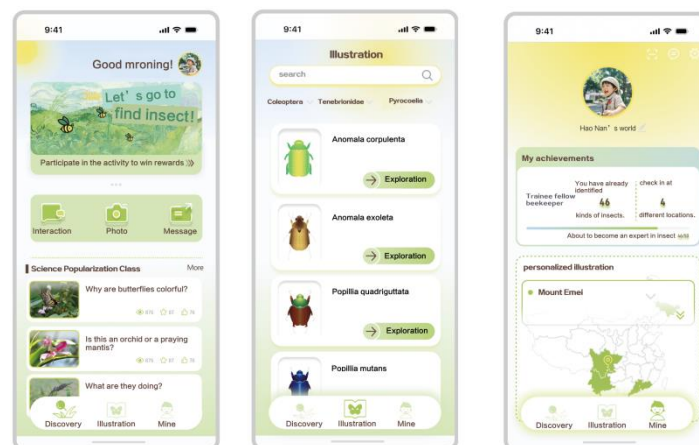 9:41
Good mroning!
Let's go to
find insect!
Participate in the activity to win rewards
Interaction
Photo
Message
Science Popularization Class
More
Why are butterflies colorful?
Is this an orchid or a praying
mantis?
What are they doing?
Discovery
Illustration
Mine
9:41
Illustration
search
Coleoptera
Tenebrionidae
Pyrocoelia
Anomala corpulenta
Exploration
Anomala exoleta
Exploration
Popillia quadriguttata
Exploration
Popillia mutans
Discovery
Illustration
Mine
9:41
Hao Nan's world
My achievements
Trainee fellow
beekeeper
You have already
identified
46
kinds of insects.
check in at
4
different locations.
About to become an expert in insect
personalized illustration
Mount Emei
Discovery
Illustration
Mine